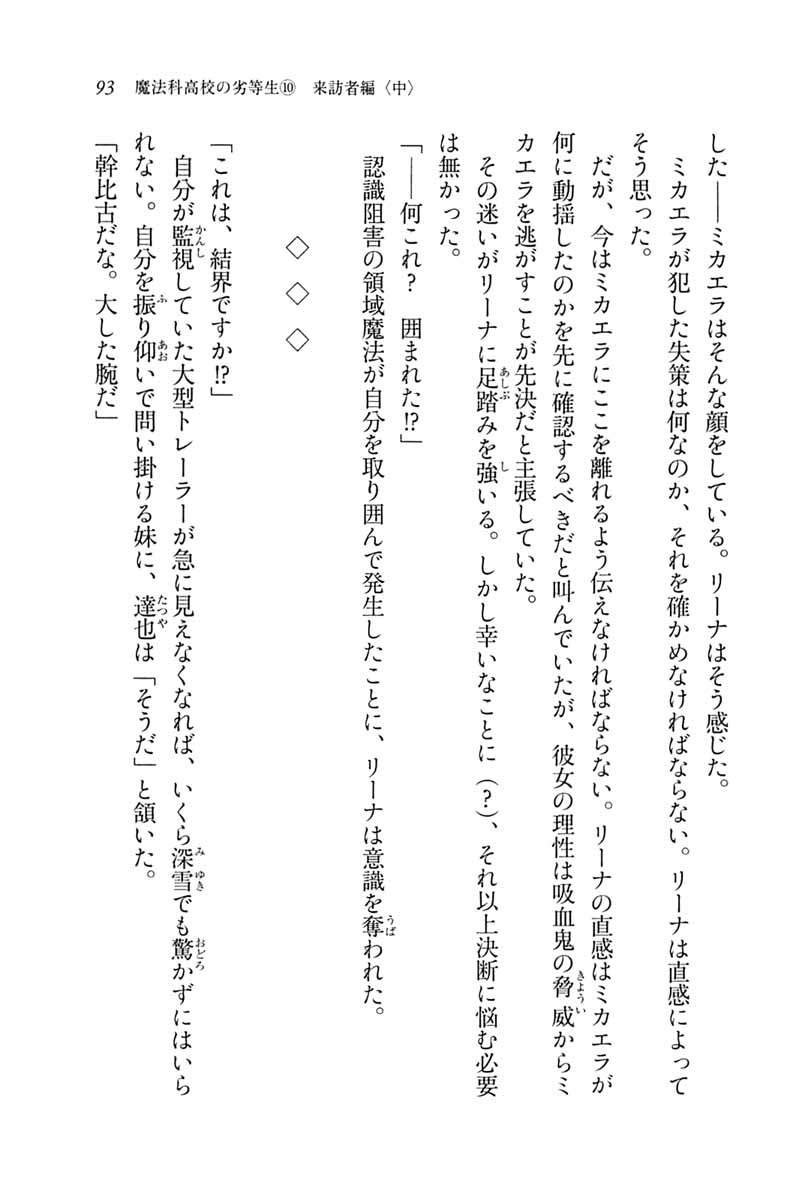 93　魔法科高校の劣等生⑩　来訪者編〈中〉
した――ミカエラはそんな顔をしている。リーナはそう感じた。
　ミカエラが犯した失策は何なのか、それを確かめなければならない。リーナは直感によって
そう思った。
　だが、今はミカエラにここを離れるよう伝えなければならない。リーナの直感はミカエラが
何に動揺したのかを先に確認するべきだと叫んでいたが、彼女の理性は吸血鬼の脅威からミ
カエラを逃がすことが先決だと主張していた。
　その迷いがリーナに足踏みを強いる。しかし幸いなことに（？）、それ以上決断に悩む必要
は無かった。
「――何これ？　囲まれた!?」
　認識阻害の領域魔法が自分を取り囲んで発生したことに、リーナは意識を奪われた。
◇　◇　◇
「これは、結界ですか!?」
　自分が監視していた大型トレーラーが急に見えなくなれば、いくら深雪でも驚かずにはいら
れない。自分を振り仰いで問い掛ける妹に、達也は「そうだ」と頷いた。
「幹比古だな。大した腕だ」